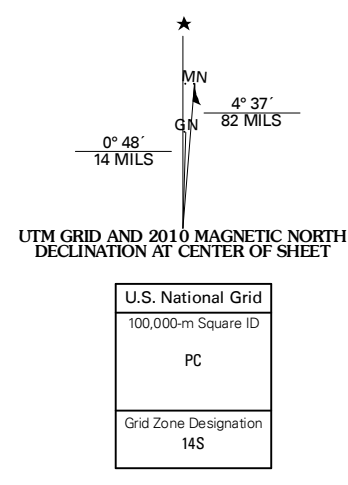 MN
4° 37´
82 MILS
GN
0° 48´
14 MILS
UTM GRID AND 2010 MAGNETIC NORTH
DECLINATION AT CENTER OF SHEET
U.S. National Grid
100,000-m Square ID
PC
Grid Zone Designation
14S